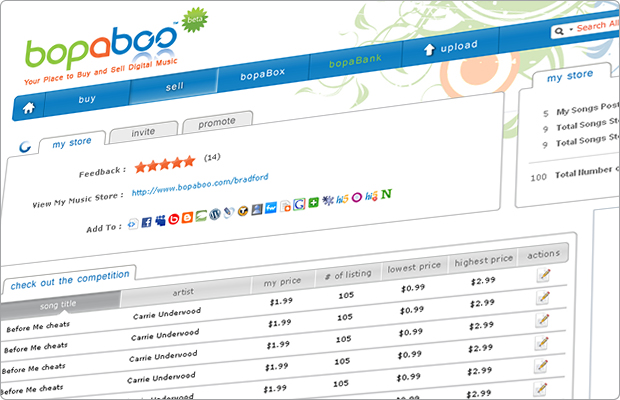 bopaboo™ beta
Your Place to Buy and Sell Digital Music
buy sell bopaBox bopaBank upload
Search All
my store invite promote
Feedback : (14)
View My Music Store : http://www.bopaboo.com/bradford
Add To :
my store
5 My Songs Post
9 Total Songs St
9 Total Songs S
100 Total Number o
check out the competition
song title artist my price # of listing lowest price highest price actions
Before Me cheats Carrie Underwood $1.99 105 $0.99 $2.99
Before Me cheats Carrie Underwood $1.99 105 $0.99 $2.99
Before Me cheats Carrie Underwood $1.99 105 $0.99 $2.99
Before Me cheats Carrie Underwood $1.99 105 $0.99 $2.99
Carrie Underwood $1.99 105 $0.99 $2.99